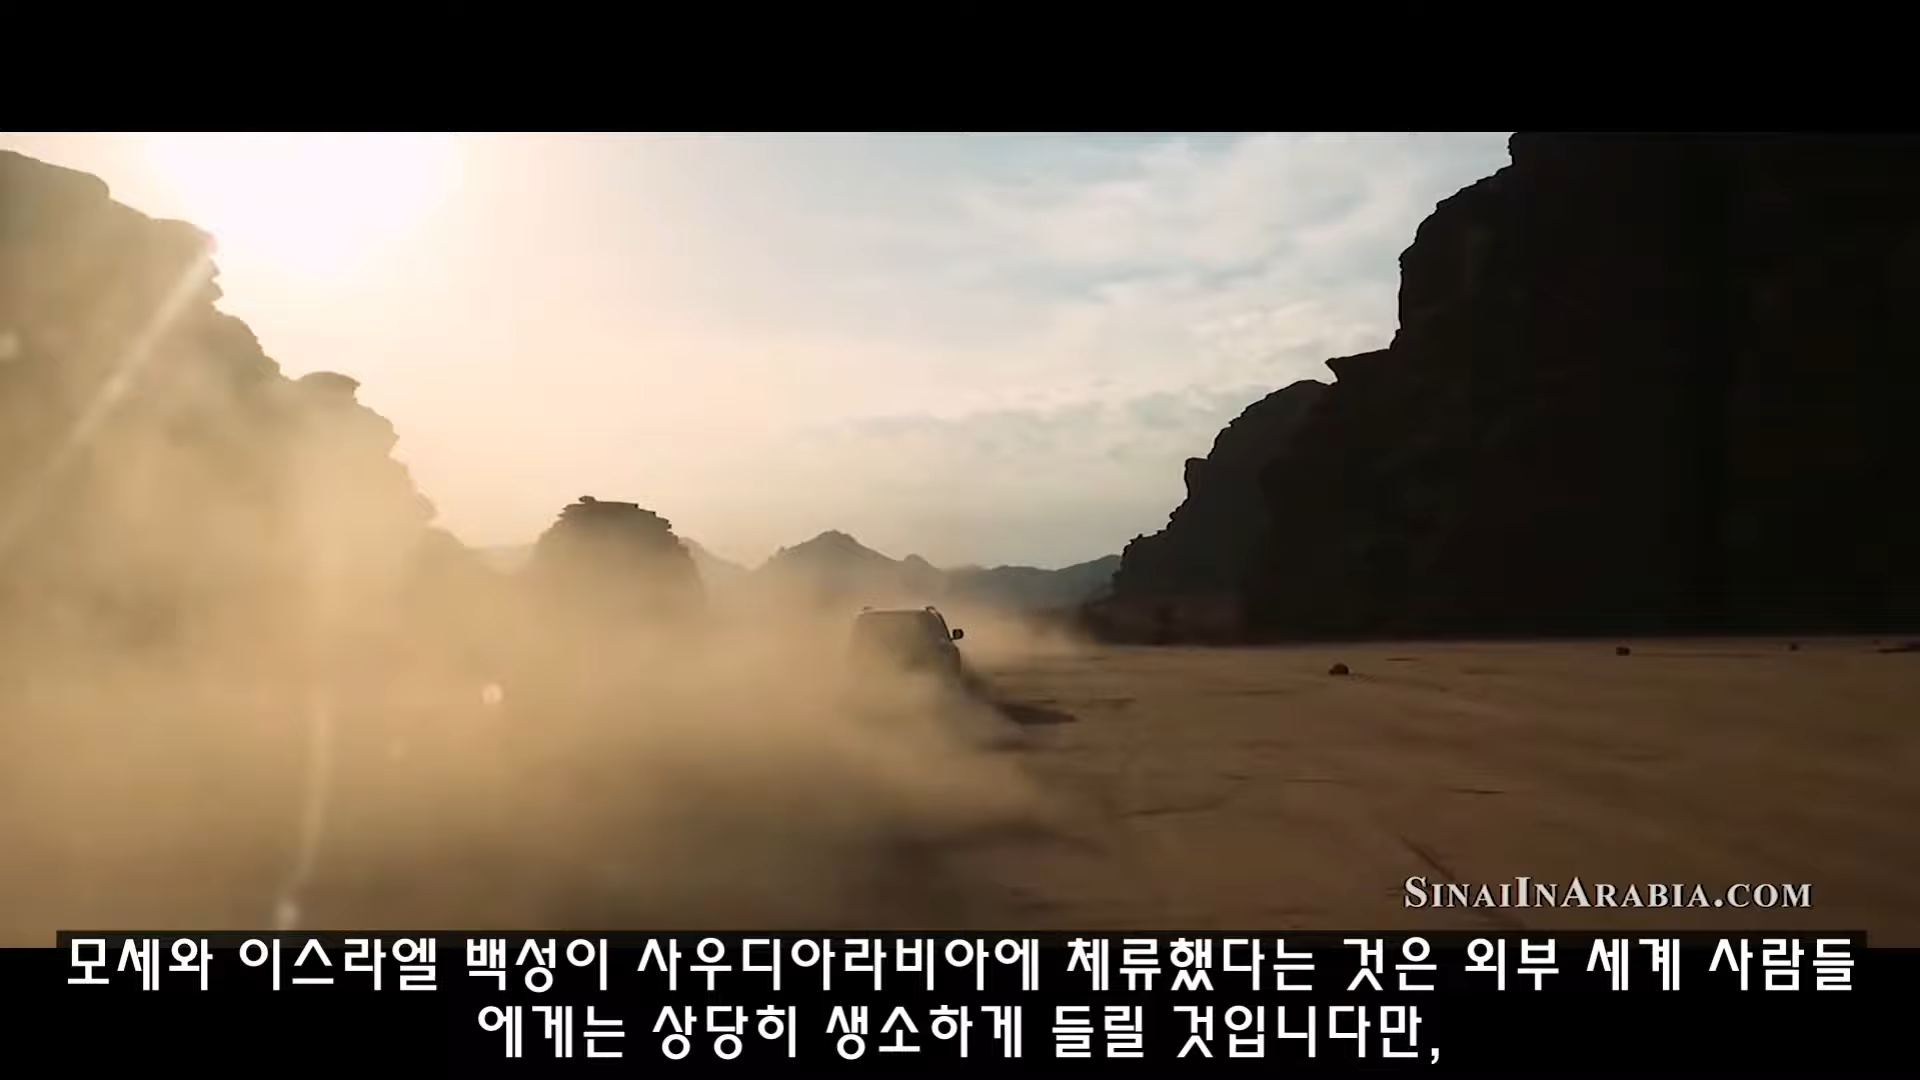 SINAIINARABIA.COM
모세와 이스라엘 백성이 사우디아라비아에 체류했다는 것은 외부 세계 사람들
에게는 상당히 생소하게 들릴 것입니다만,